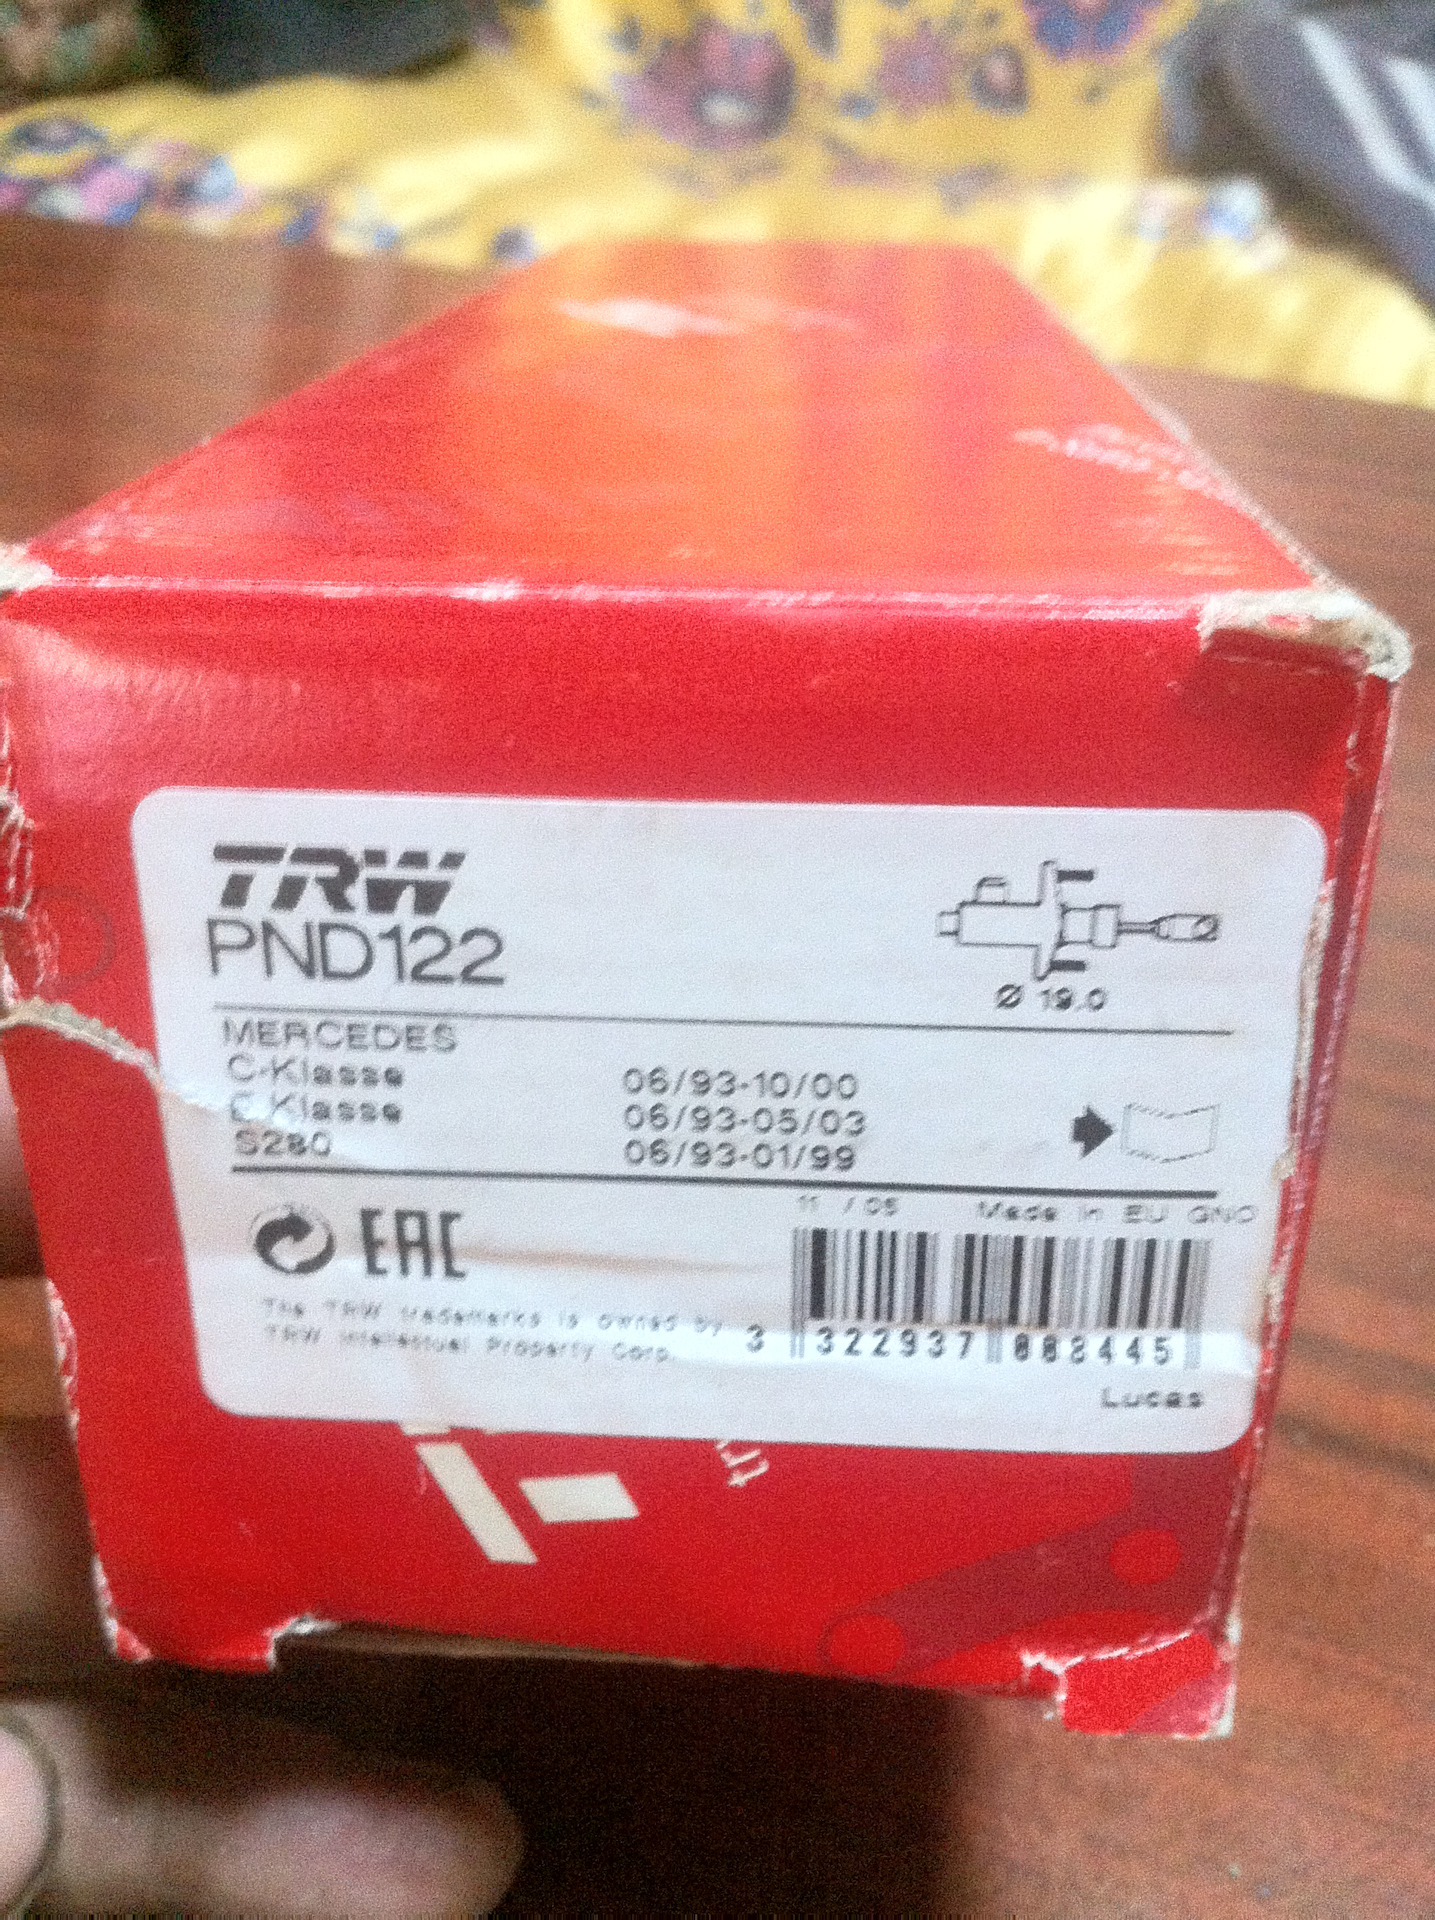 TRW
PND122
Ø 19.0
MERCEDES
C-Klasse 06/93-10/00
E-Klasse 06/93-05/03
S280 06/93-01/99
11 / 05 Made in EU GND
EAC
The TRW trademarks is owned by
TRW Intellectual Property Corp.
3 322937
Lucas